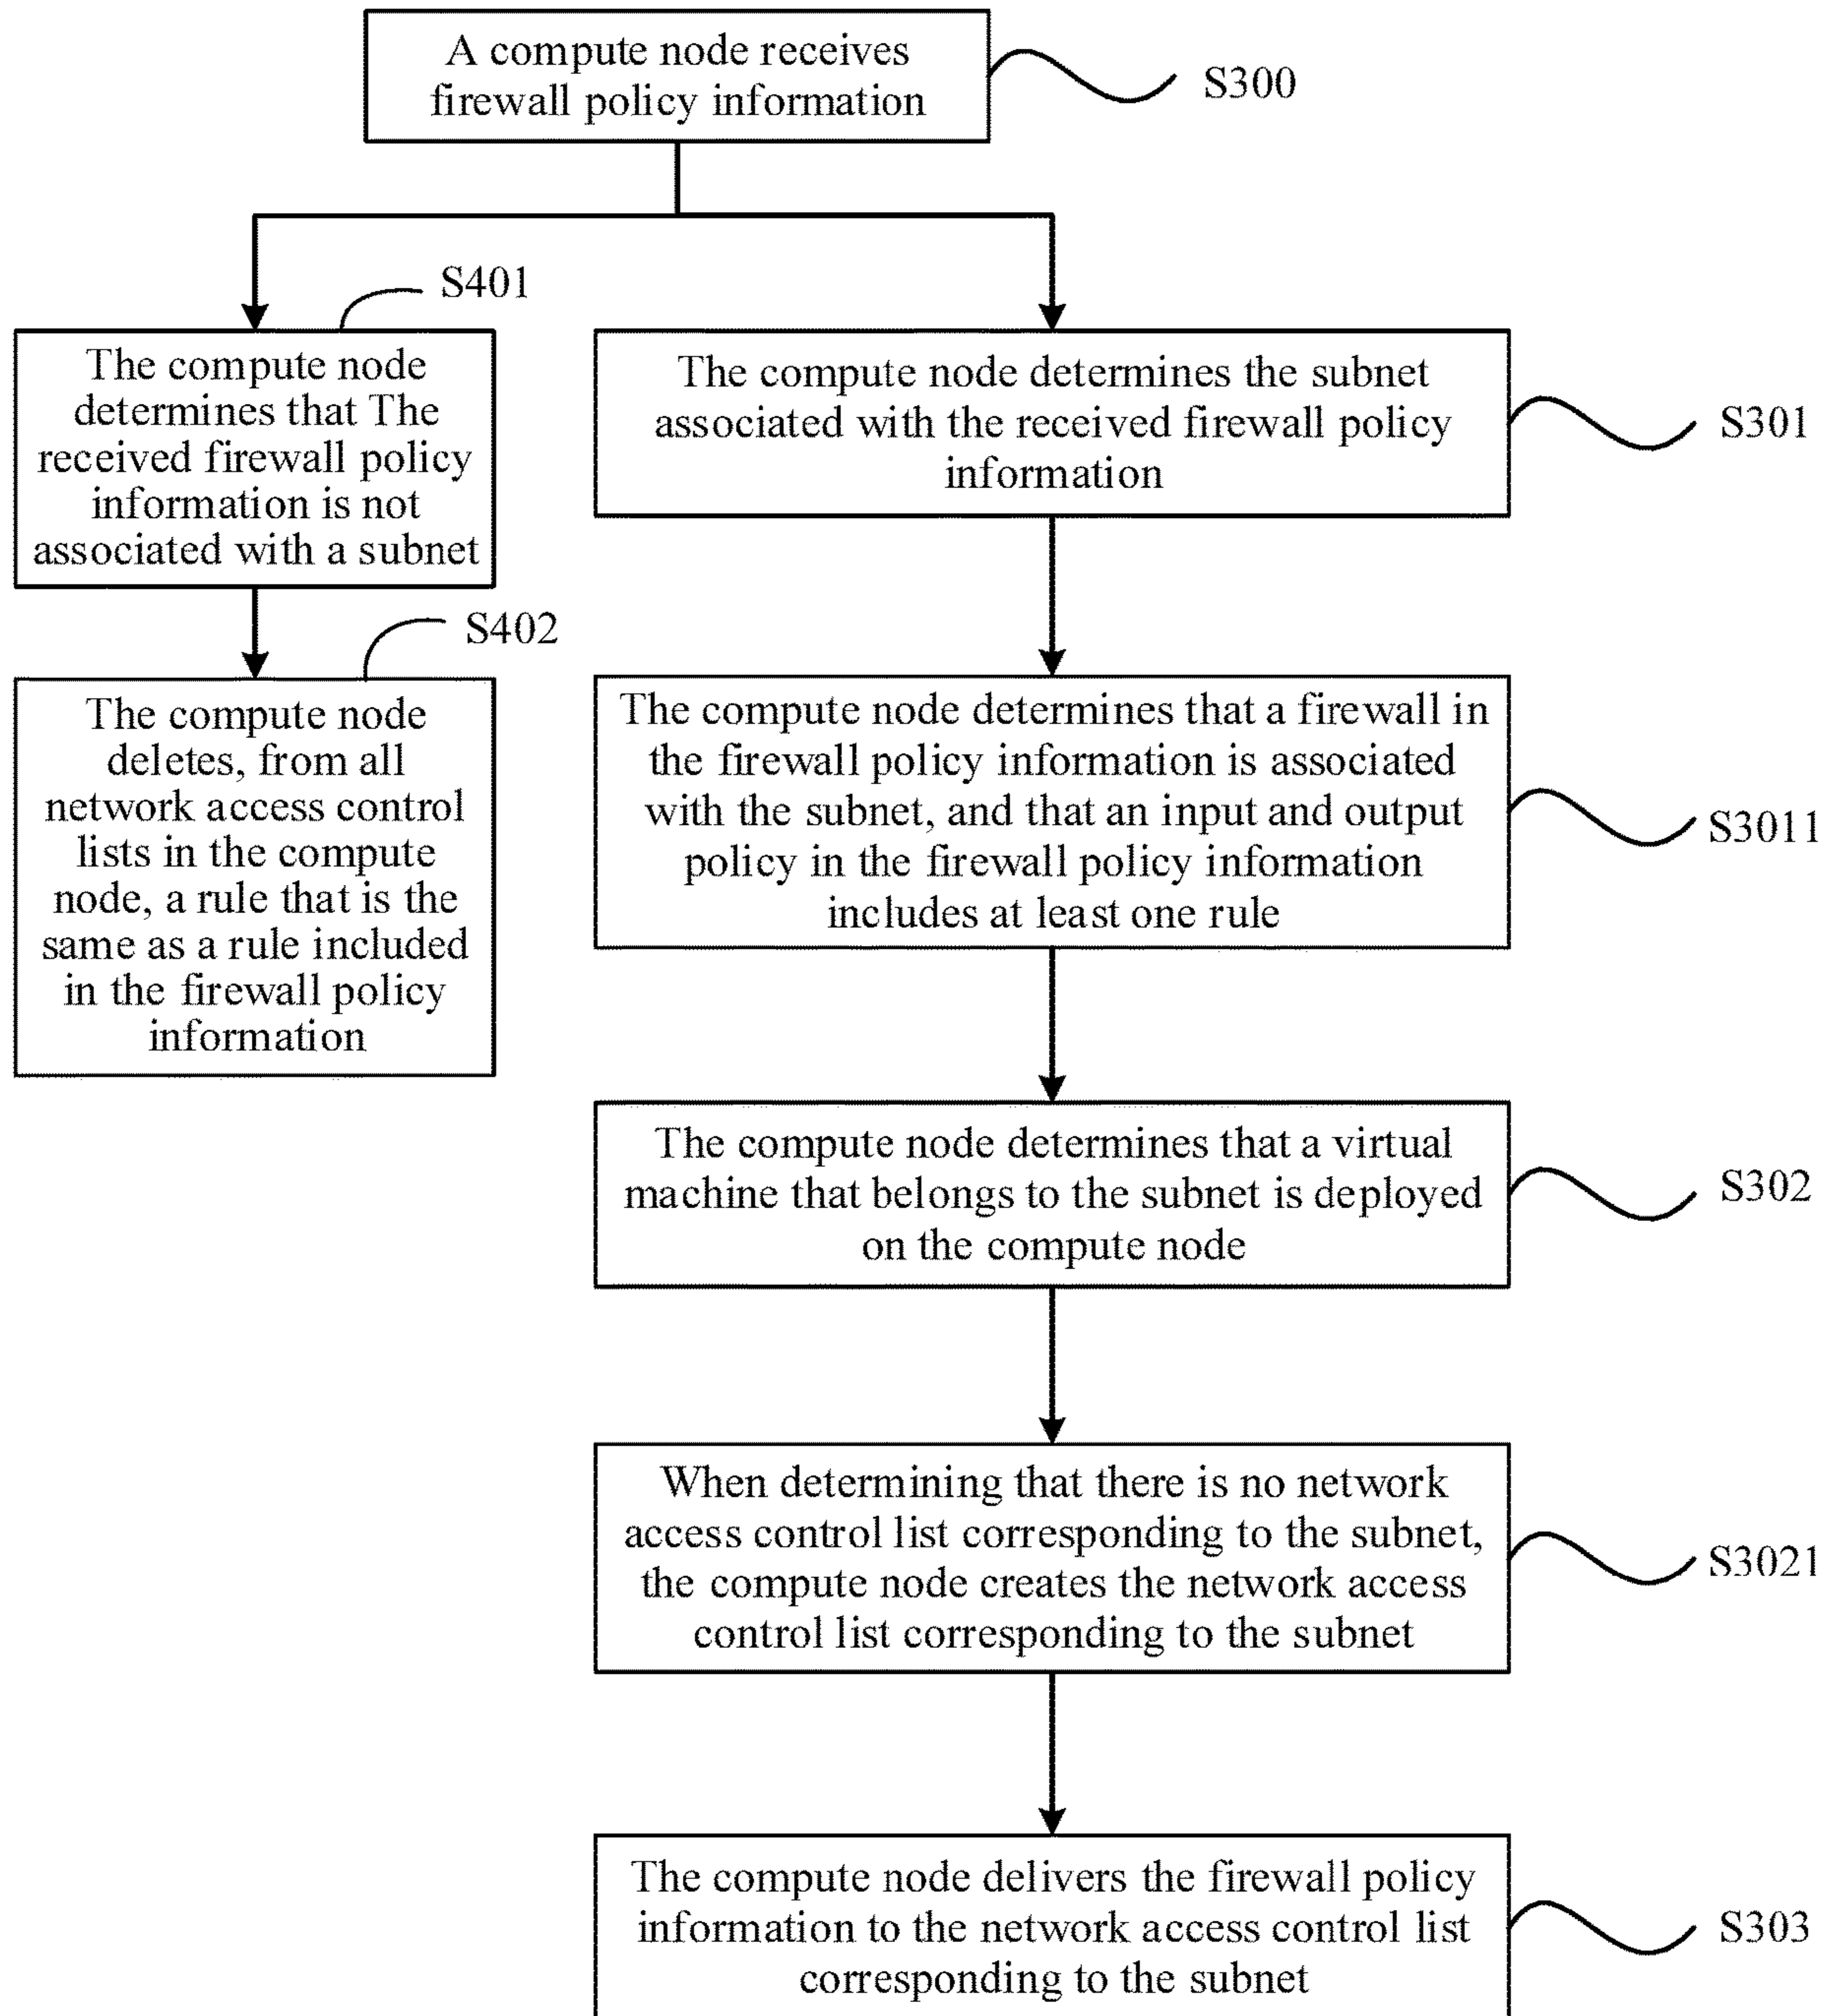 A compute node receives
firewall policy information
S300
S401
The compute node
determines that The
received firewall policy
information is not
associated with a subnet
The compute node determines the subnet
associated with the received firewall policy
information
S301
S402
The compute node
deletes, from all
network access control
lists in the compute
node, a rule that is the
same as a rule included
in the firewall policy
information
The compute node determines that a firewall in
the firewall policy information is associated
with the subnet, and that an input and output
policy in the firewall policy information
includes at least one rule
S3011
The compute node determines that a virtual
machine that belongs to the subnet is deployed
on the compute node
S302
When determining that there is no network
access control list corresponding to the subnet,
the compute node creates the network access
control list corresponding to the subnet
S3021
The compute node delivers the firewall policy
information to the network access control list
corresponding to the subnet
S303